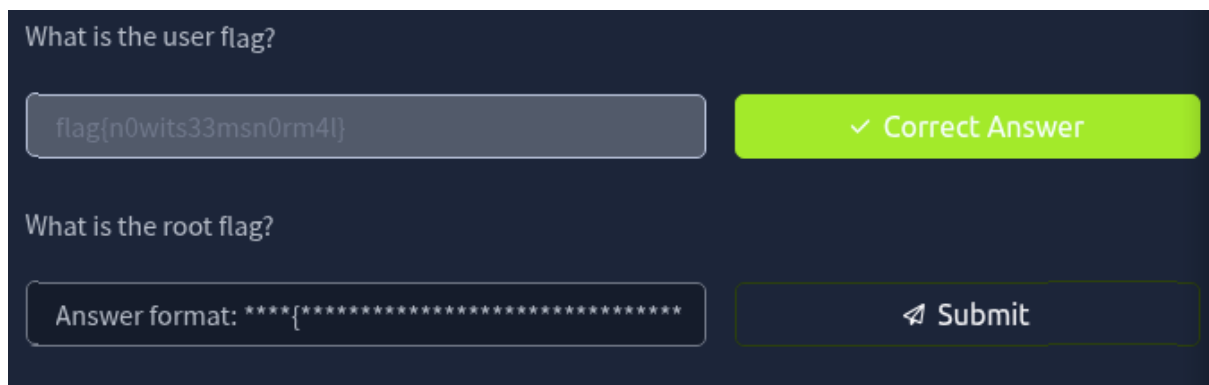 What is the user flag?
flag{n0wits33msn0rm4l}
✓ Correct Answer
What is the root flag?
Answer format: ****{********************************
Submit